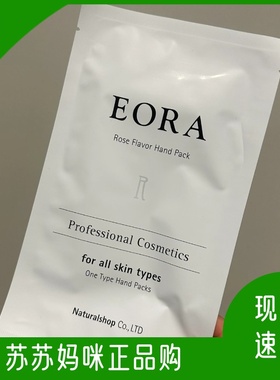 EORA
Rose Flavor Hand Pack
Professional Cosmetics
for all skin types
One Type Hand Packs
Naturalshop Co.,LTD
现
速
苏苏妈咪正品购